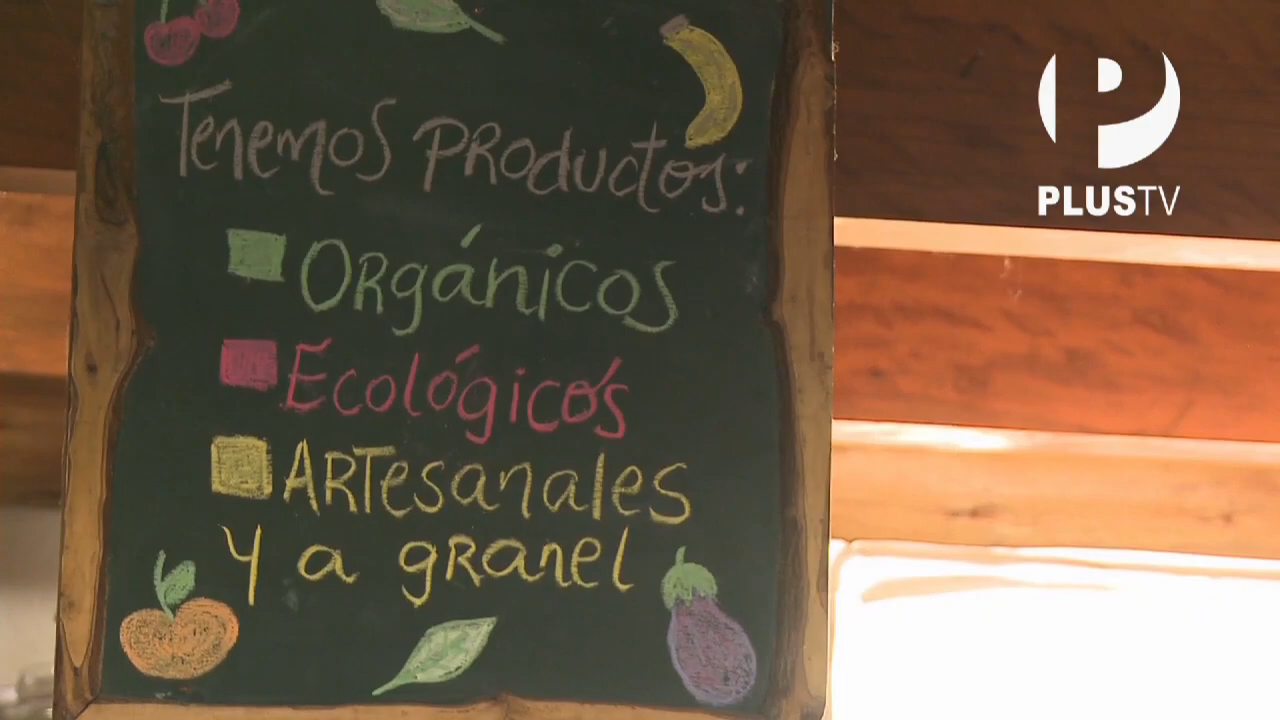 Tenemos Productos:
Orgánicos
Ecológicos
Artesanales
y a granel
P
PLUSTV